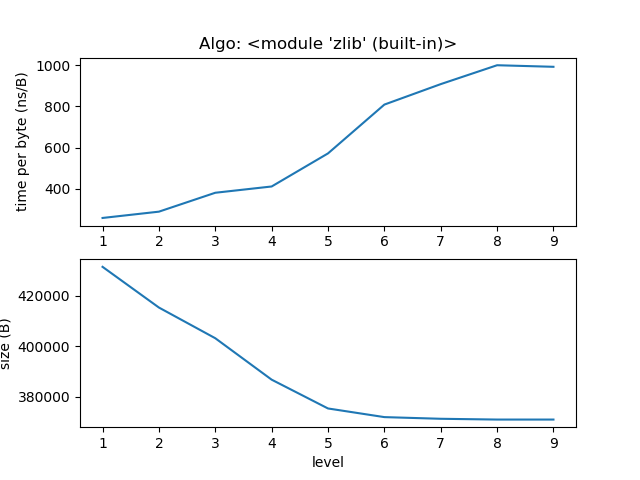 Algo: <module 'zlib' (built-in)>
time per byte (ns/B)
1000
800
600
400
1 2 3 4 5 6 7 8 9
size (B)
420000
400000
380000
1 2 3 4 5 6 7 8 9
level